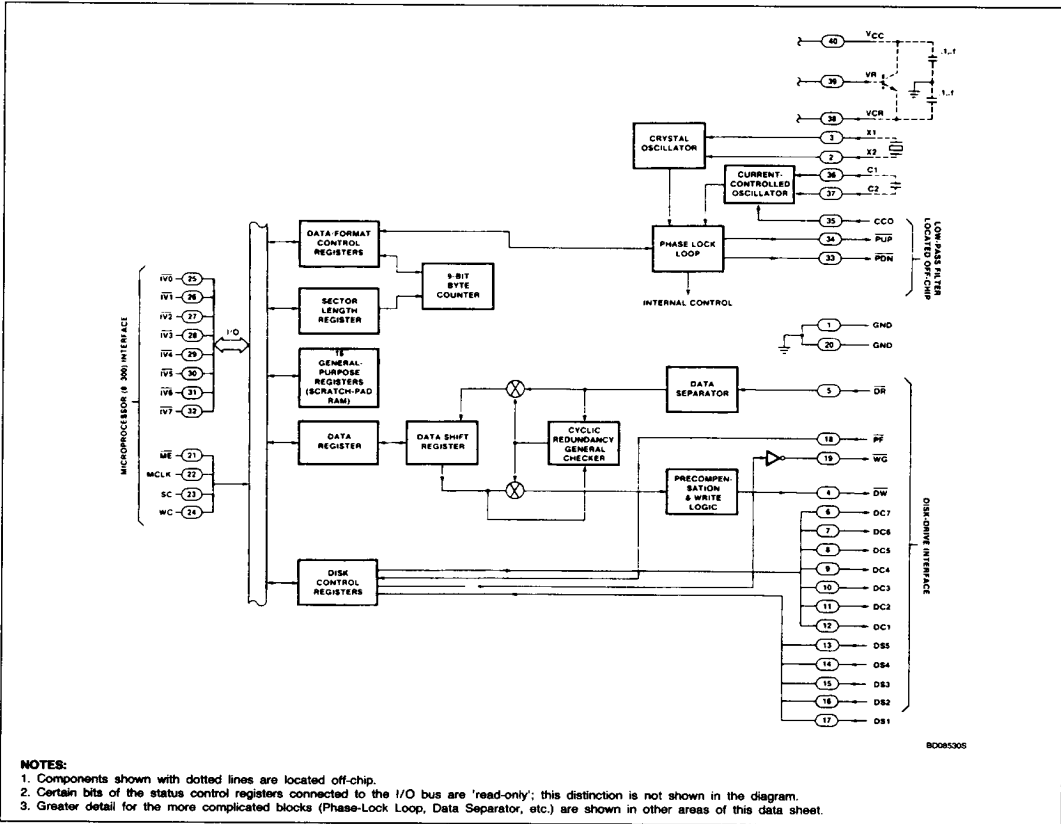 40 VCC
.1µf
39 VR
.1µf
38 VCR
3 X1
2 X2
36 C1
37 C2
35 CCO
34 PUP
33 PDN
LOW-PASS FILTER
LOCATED OFF-CHIP
CRYSTAL
OSCILLATOR
CURRENT-
CONTROLLED
OSCILLATOR
PHASE LOCK
LOOP
INTERNAL CONTROL
DATA-FORMAT
CONTROL
REGISTERS
9-BIT
BYTE
COUNTER
SECTOR
LENGTH
REGISTER
16
GENERAL-
PURPOSE
REGISTERS
(SCRATCH-PAD
RAM)
DATA
REGISTER
DATA SHIFT
REGISTER
CYCLIC
REDUNDANCY
GENERAL
CHECKER
DATA
SEPARATOR
PRECOMPEN-
SATION
& WRITE
LOGIC
DISK
CONTROL
REGISTERS
MICROPROCESSOR (8 300) INTERFACE
IV0 25
IV1 26
IV2 27
IV3 28
IV4 29
IV5 30
IV6 31
IV7 32
I/O
ME 21
MCLK 22
SC 23
WC 24
1 GND
20 GND
5 DR
18 PF
19 WG
4 DW
6 DC7
7 DC6
8 DC5
9 DC4
10 DC3
11 DC2
12 DC1
13 DS5
14 DS4
15 DS3
16 DS2
17 DS1
DISK-DRIVE INTERFACE
BD08530S
NOTES:
1. Components shown with dotted lines are located off-chip.
2. Certain bits of the status control registers connected to the I/O bus are 'read-only'; this distinction is not shown in the diagram.
3. Greater detail for the more complicated blocks (Phase-Lock Loop, Data Separator, etc.) are shown in other areas of this data sheet.